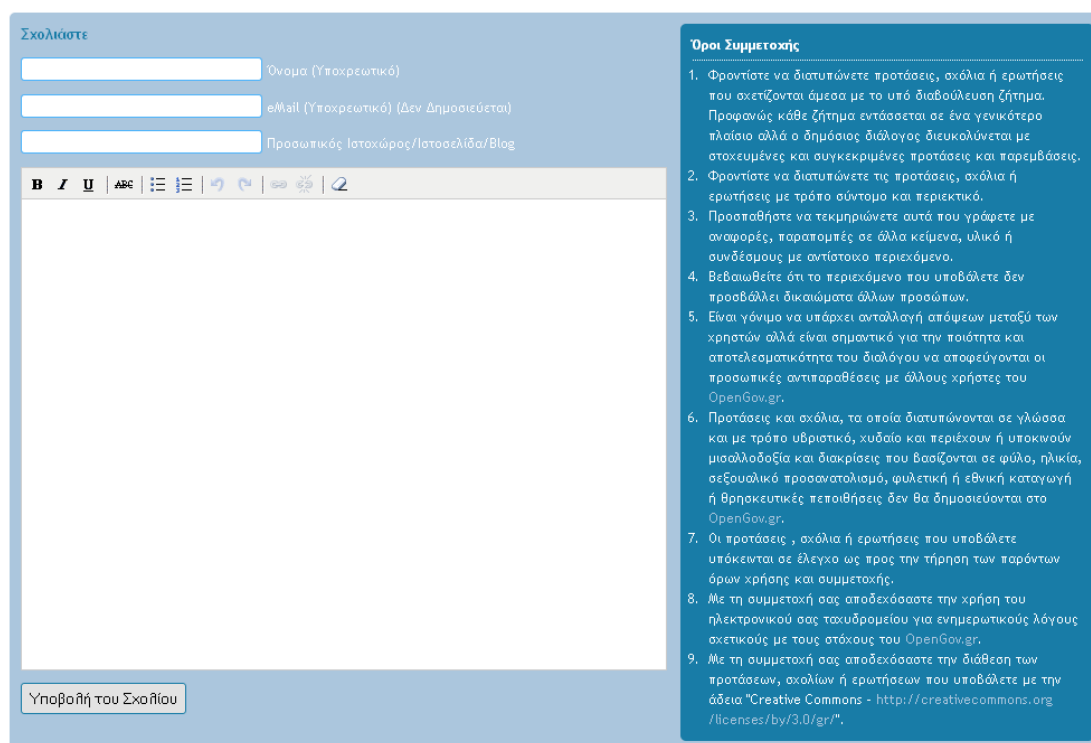 Σχολιάστε
Όνομα (Υποχρεωτικό)
eMail (Υποχρεωτικό) (Δεν Δημοσιεύεται)
Προσωπικός Ιστοχώρος/Ιστοσελίδα/Blog
B I U ABC
Υποβολή του Σχολίου
Όροι Συμμετοχής
1. Φροντίστε να διατυπώνετε προτάσεις, σχόλια ή ερωτήσεις
που σχετίζονται άμεσα με το υπό διαβούλευση ζήτημα.
Προφανώς κάθε ζήτημα εντάσσεται σε ένα γενικότερο
πλαίσιο αλλά ο δημόσιος διάλογος διευκολύνεται με
στοχευμένες και συγκεκριμένες προτάσεις και παρεμβάσεις.
2. Φροντίστε να διατυπώνετε τις προτάσεις, σχόλια ή
ερωτήσεις με τρόπο σύντομο και περιεκτικό.
3. Προσπαθήστε να τεκμηριώνετε αυτά που γράφετε με
αναφορές, παραπομπές σε άλλα κείμενα, υλικό ή
συνδέσμους με αντίστοιχο περιεχόμενο.
4. Βεβαιωθείτε ότι το περιεχόμενο που υποβάλετε δεν
προσβάλλει δικαιώματα άλλων προσώπων.
5. Είναι γόνιμο να υπάρχει ανταλλαγή απόψεων μεταξύ των
χρηστών αλλά είναι σημαντικό για την ποιότητα και
αποτελεσματικότητα του διαλόγου να αποφεύγονται οι
προσωπικές αντιπαραθέσεις με άλλους χρήστες του
OpenGov.gr.
6. Προτάσεις και σχόλια, τα οποία διατυπώνονται σε γλώσσα
και με τρόπο υβριστικό, χυδαίο και περιέχουν ή υποκινούν
μισαλλοδοξία και διακρίσεις που βασίζονται σε φύλο, ηλικία,
σεξουαλικό προσανατολισμό, φυλετική ή εθνική καταγωγή
ή θρησκευτικές πεποιθήσεις δεν θα δημοσιεύονται στο
OpenGov.gr.
7. Οι προτάσεις , σχόλια ή ερωτήσεις που υποβάλετε
υπόκεινται σε έλεγχο ως προς την τήρηση των παρόντων
όρων χρήσης και συμμετοχής.
8. Με τη συμμετοχή σας αποδεχόσαστε την χρήση του
ηλεκτρονικού σας ταχυδρομείου για ενημερωτικούς λόγους
σχετικούς με τους στόχους του OpenGov.gr.
9. Με τη συμμετοχή σας αποδεχόσαστε την διάθεση των
προτάσεων, σχολίων ή ερωτήσεων που υποβάλετε με την
άδεια "Creative Commons - http://creativecommons.org
/licenses/by/3.0/gr/".